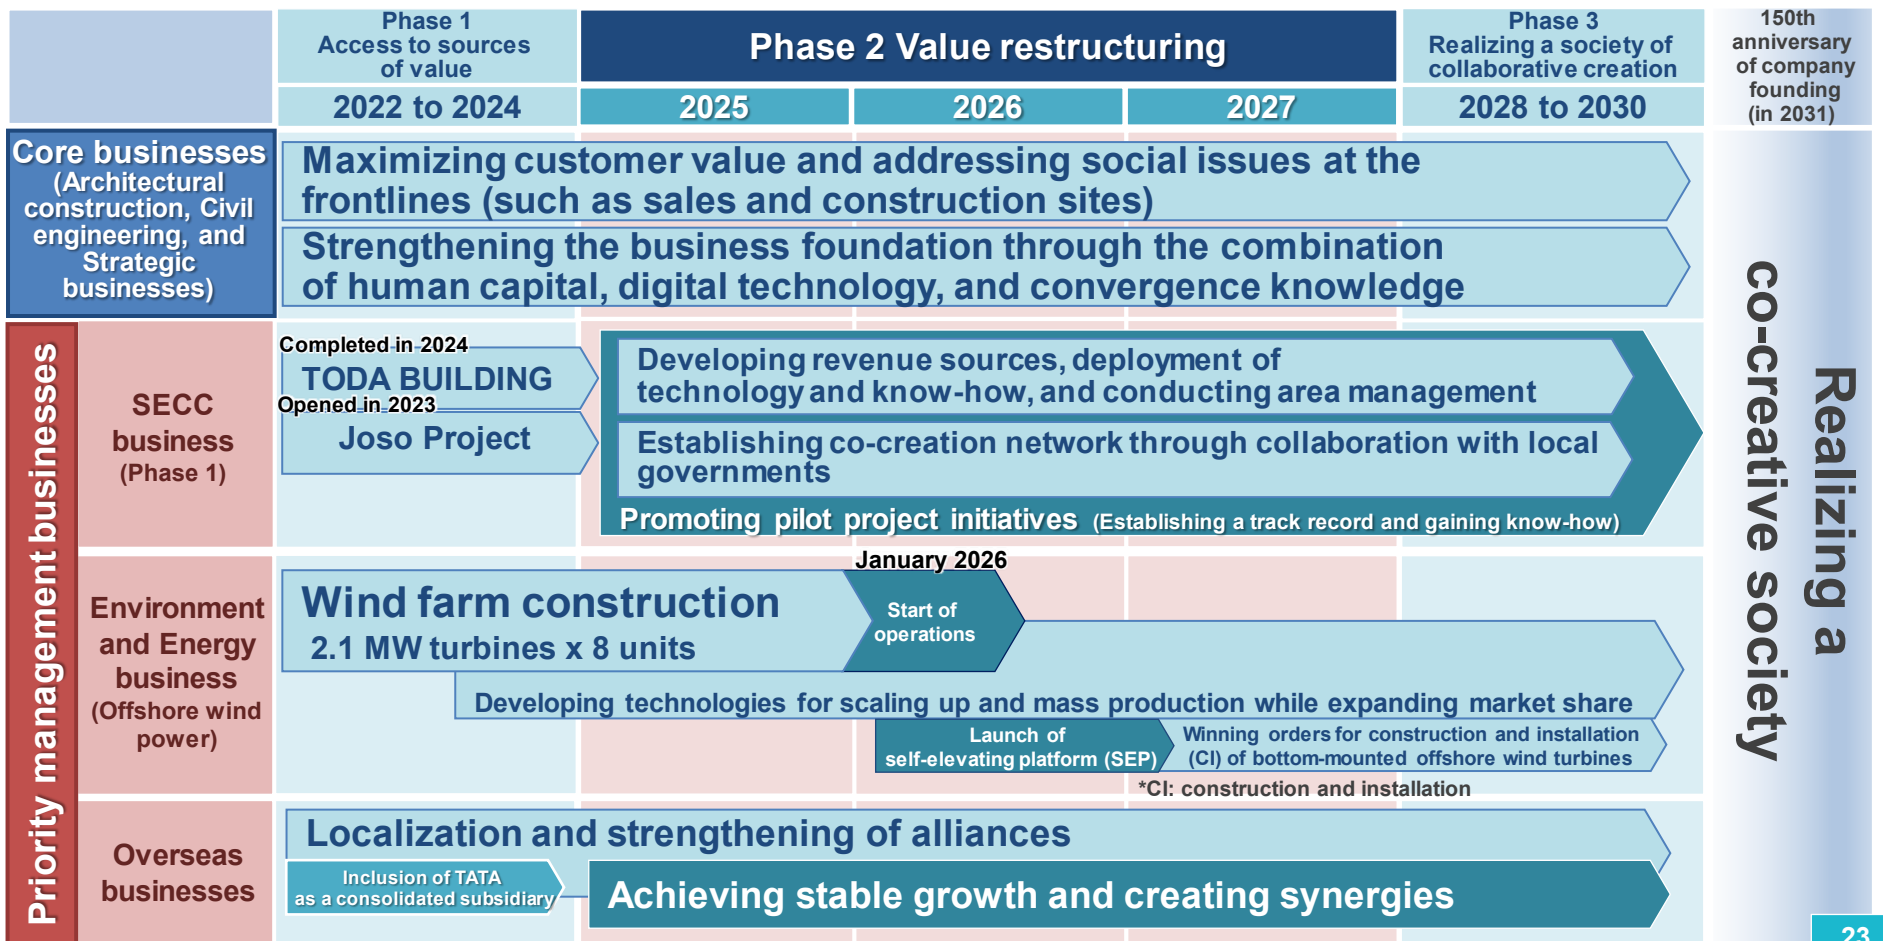 Phase 1
Access to sources
of value
Phase 2 Value restructuring
Phase 3
Realizing a society of
collaborative creation
150th
anniversary
of company
founding
(in 2031)
2022 to 2024
2025
2026
2027
2028 to 2030
Core businesses
(Architectural
construction, Civil
engineering, and
Strategic
businesses)
Maximizing customer value and addressing social issues at the
frontlines (such as sales and construction sites)
Strengthening the business foundation through the combination
of human capital, digital technology, and convergence knowledge
Priority management businesses
SECC
business
(Phase 1)
Completed in 2024
TODA BUILDING
Opened in 2023
Joso Project
Developing revenue sources, deployment of
technology and know-how, and conducting area management
Establishing co-creation network through collaboration with local
governments
Promoting pilot project initiatives (Establishing a track record and gaining know-how)
Environment
and Energy
business
(Offshore wind
power)
January 2026
Wind farm construction
2.1 MW turbines x 8 units
Start of
operations
Developing technologies for scaling up and mass production while expanding market share
Launch of
self-elevating platform (SEP)
Winning orders for construction and installation
(CI) of bottom-mounted offshore wind turbines
*CI: construction and installation
Overseas
businesses
Localization and strengthening of alliances
Inclusion of TATA
as a consolidated subsidiary
Achieving stable growth and creating synergies
Realizing a
co-creative society
23